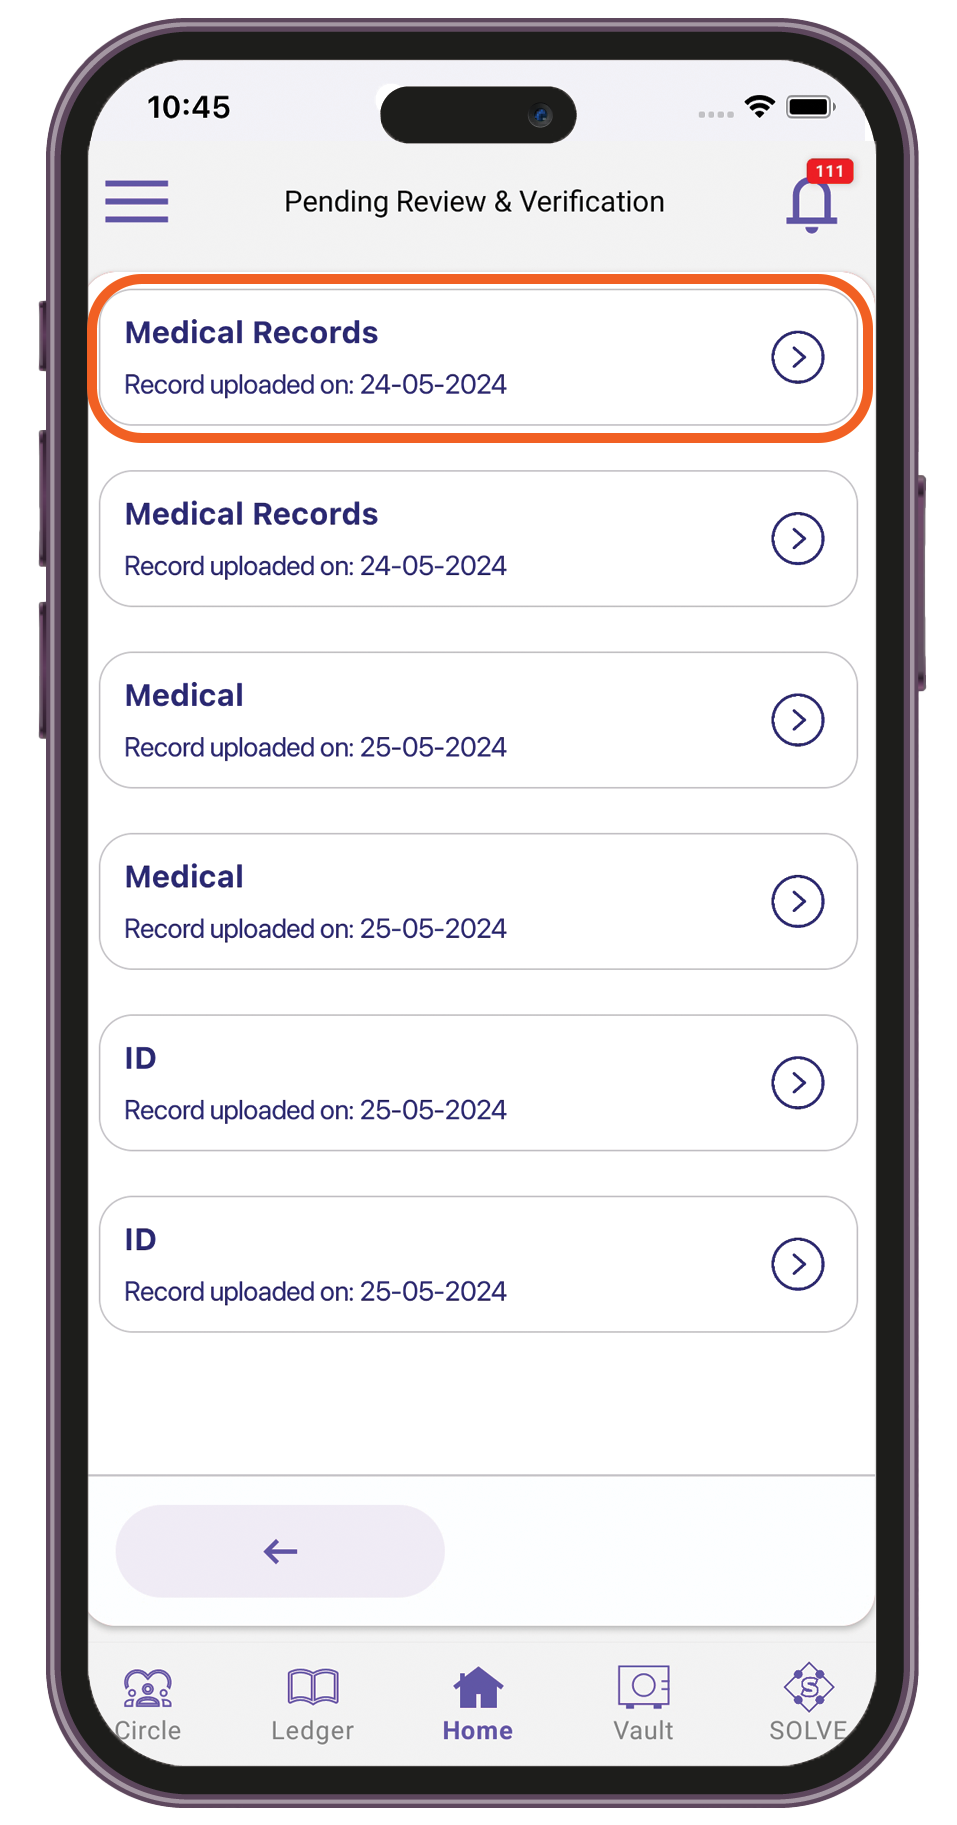 10:45
111
Pending Review & Verification
Medical Records
Record uploaded on: 24-05-2024
Medical Records
Record uploaded on: 24-05-2024
Medical
Record uploaded on: 25-05-2024
Medical
Record uploaded on: 25-05-2024
ID
Record uploaded on: 25-05-2024
ID
Record uploaded on: 25-05-2024
S
Circle Ledger Home Vault SOLVE